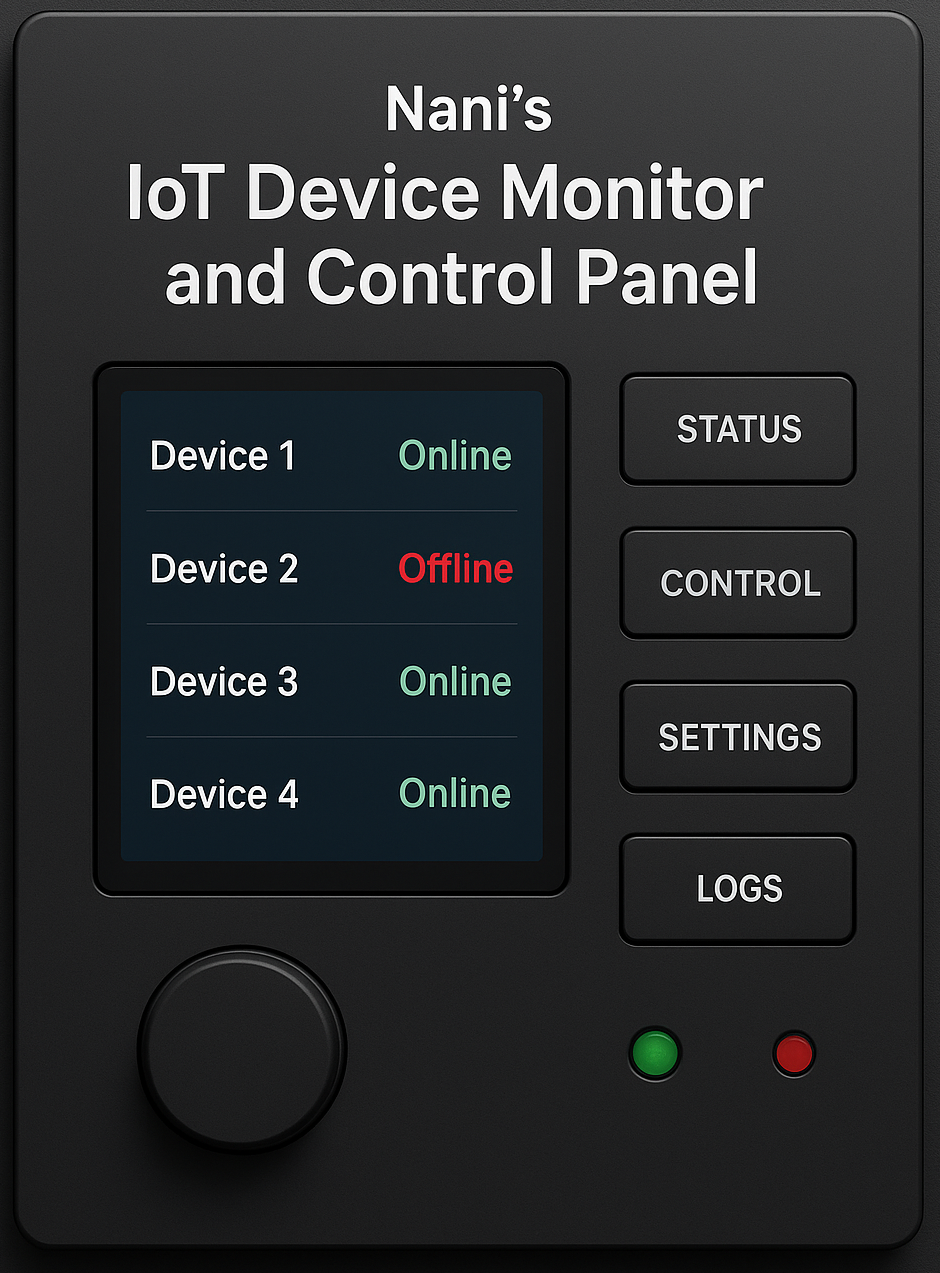 Nani’s
IoT Device Monitor
and Control Panel
Device 1 Online
Device 2 Offline
Device 3 Online
Device 4 Online
STATUS
CONTROL
SETTINGS
LOGS